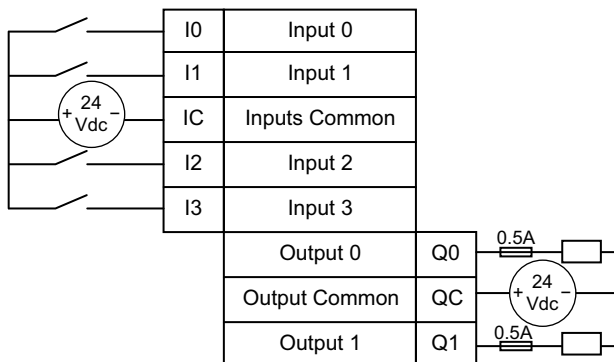 I0 Input 0
I1 Input 1
+ 24 Vdc − IC Inputs Common
I2 Input 2
I3 Input 3
Output 0 Q0 0.5A
Output Common QC + 24 Vdc −
Output 1 Q1 0.5A